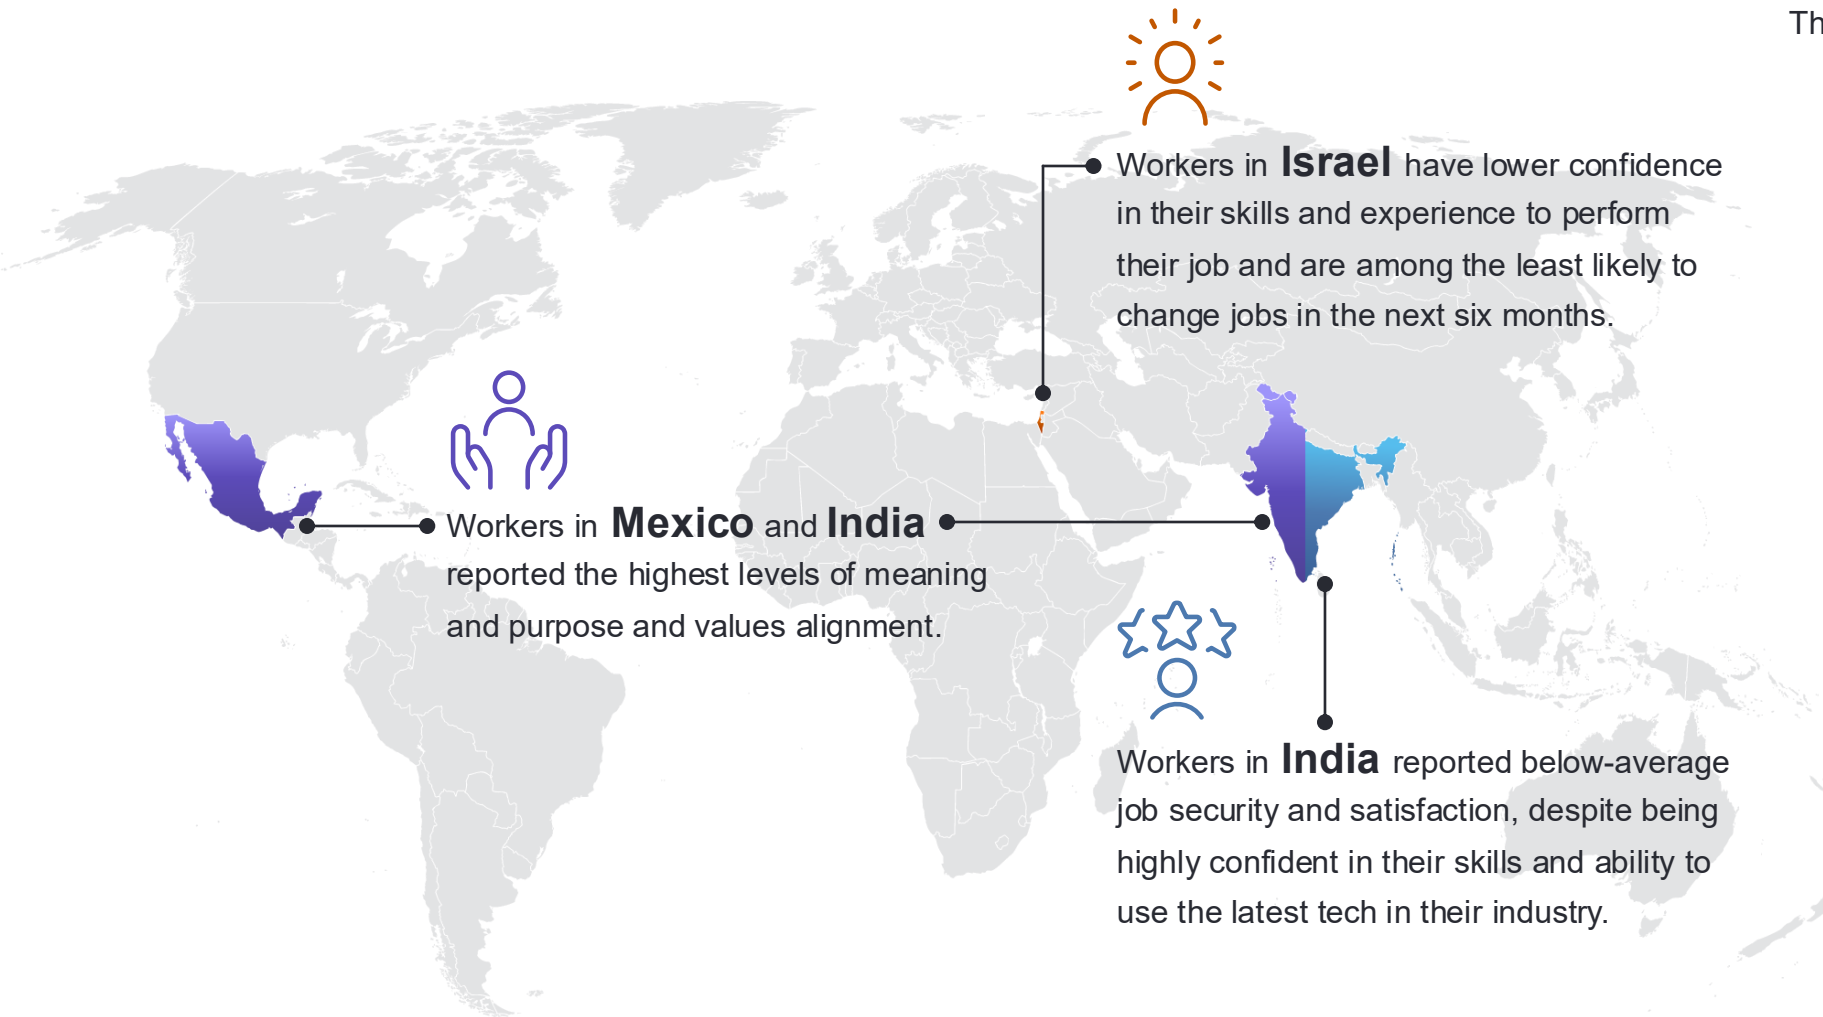 Th
Workers in Israel have lower confidence
in their skills and experience to perform
their job and are among the least likely to
change jobs in the next six months.
Workers in Mexico and India
reported the highest levels of meaning
and purpose and values alignment.
Workers in India reported below-average
job security and satisfaction, despite being
highly confident in their skills and ability to
use the latest tech in their industry.